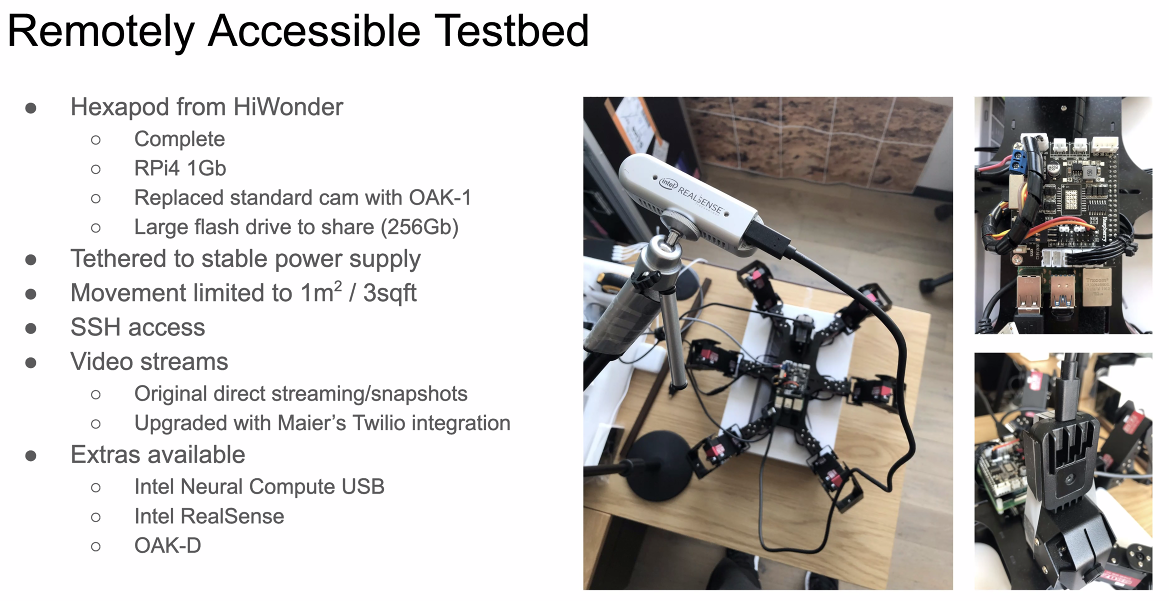 Remotely Accessible Testbed
● Hexapod from HiWonder
○ Complete
○ RPi4 1Gb
○ Replaced standard cam with OAK-1
○ Large flash drive to share (256Gb)
● Tethered to stable power supply
● Movement limited to 1m² / 3sqft
● SSH access
● Video streams
○ Original direct streaming/snapshots
○ Upgraded with Maier's Twilio integration
● Extras available
○ Intel Neural Compute USB
○ Intel RealSense
○ OAK-D
intel REALSENSE